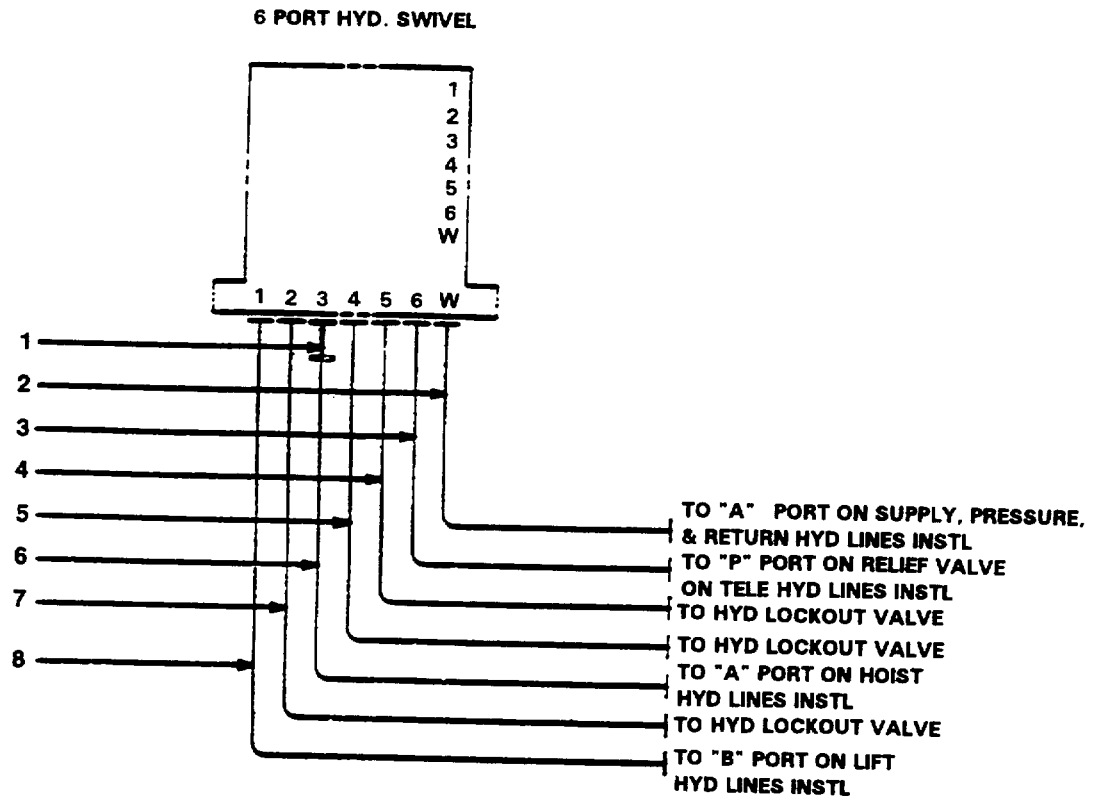 6 PORT HYD. SWIVEL
1
2
3
4
5
6
W
1 2 3 4 5 6 W
1
2
3
4
5
6
7
8
TO "A" PORT ON SUPPLY, PRESSURE,
& RETURN HYD LINES INSTL
TO "P" PORT ON RELIEF VALVE
ON TELE HYD LINES INSTL
TO HYD LOCKOUT VALVE
TO HYD LOCKOUT VALVE
TO "A" PORT ON HOIST
HYD LINES INSTL
TO HYD LOCKOUT VALVE
TO "B" PORT ON LIFT
HYD LINES INSTL